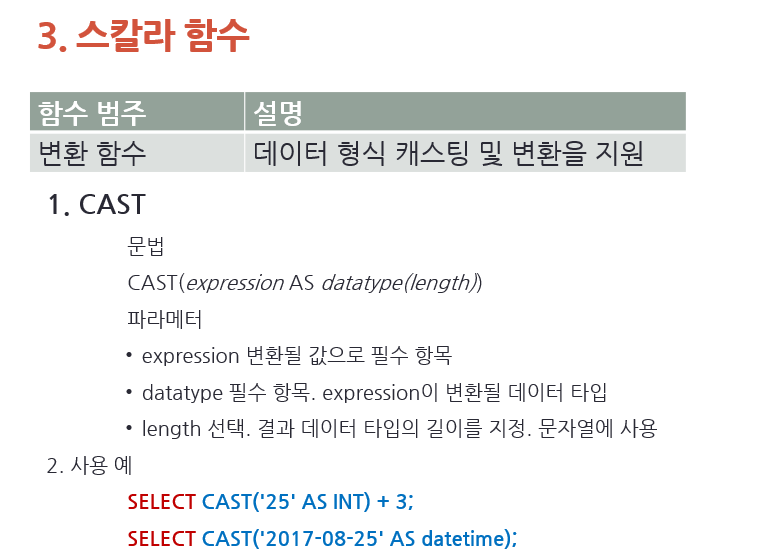 3. 스칼라 함수
함수 범주 설명
변환 함수 데이터 형식 캐스팅 및 변환을 지원
1. CAST
문법
CAST(expression AS datatype(length))
파라메터
• expression 변환될 값으로 필수 항목
• datatype 필수 항목. expression이 변환될 데이터 타입
• length 선택. 결과 데이터 타입의 길이를 지정. 문자열에 사용
2. 사용 예
SELECT CAST('25' AS INT) + 3;
SELECT CAST('2017-08-25' AS datetime);